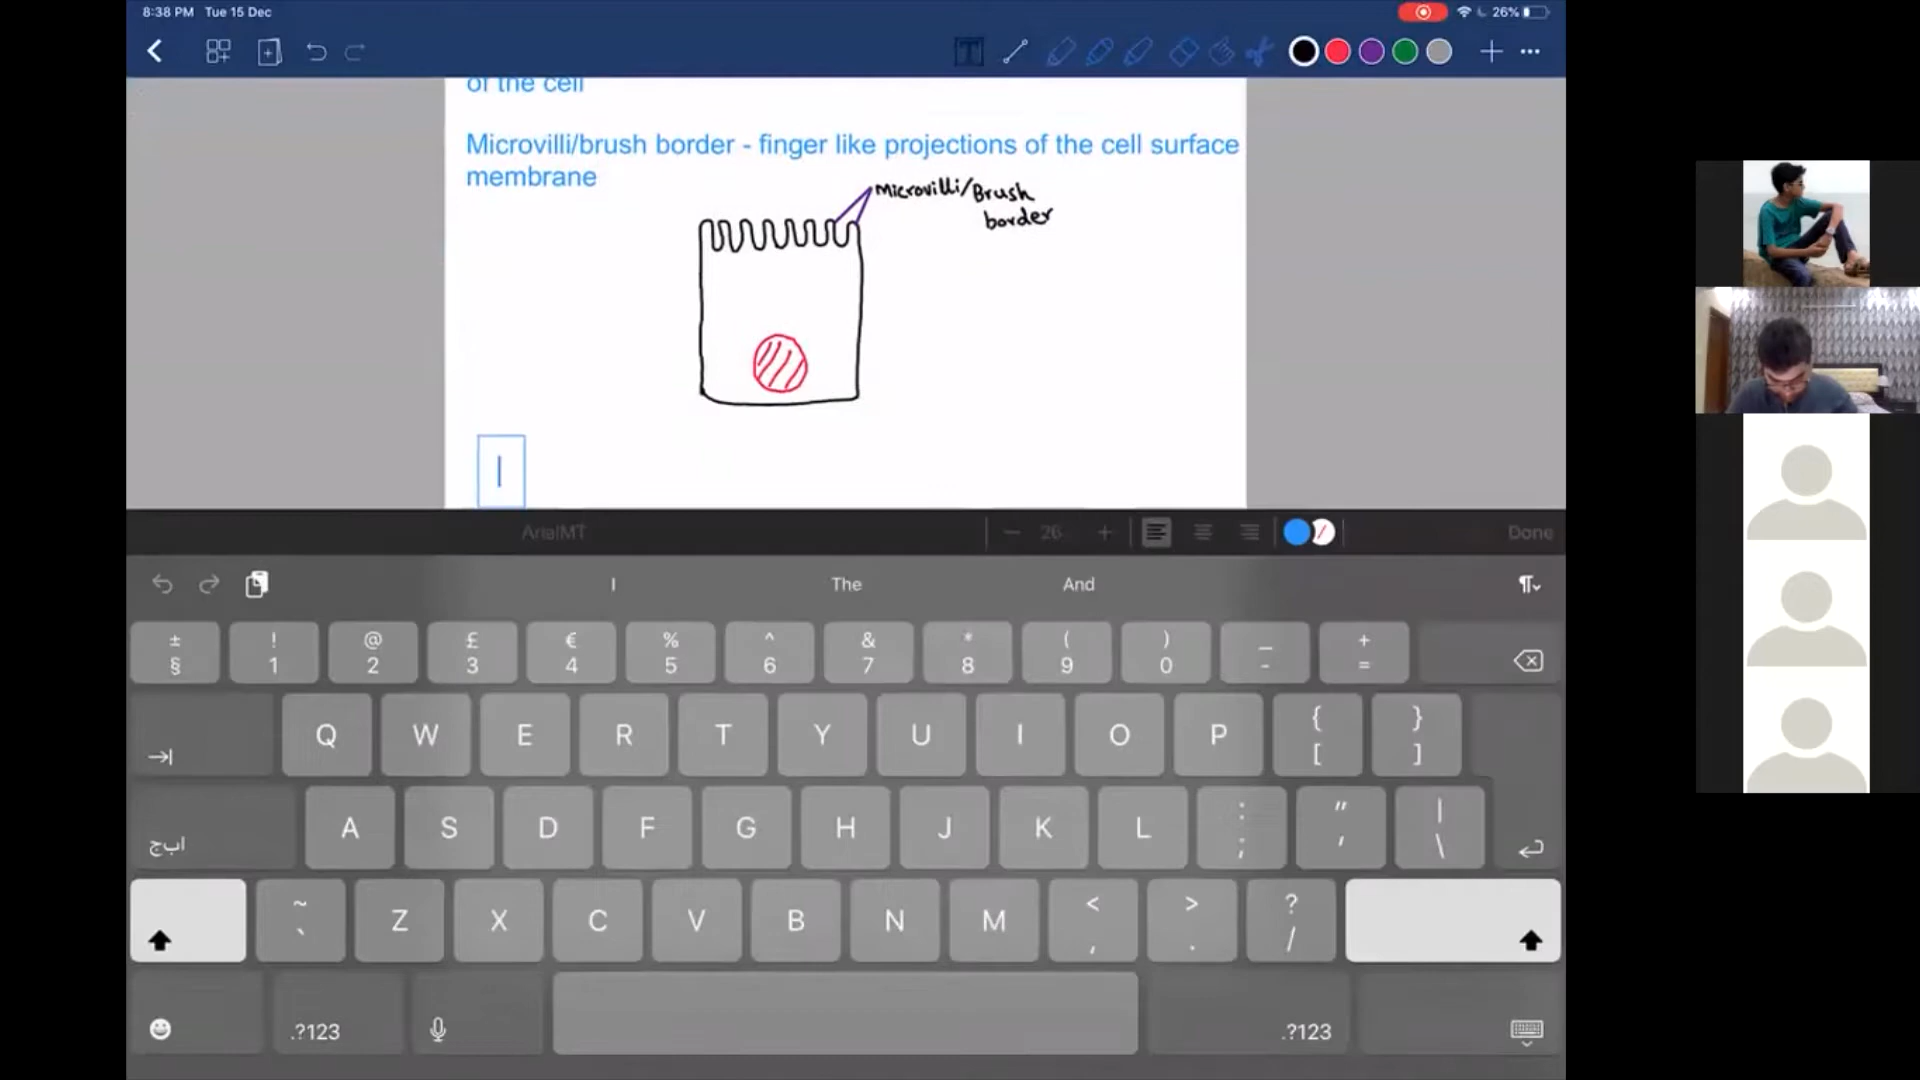 8:38 PM Tue 15 Dec
26%
T
of the cell
Microvilli/brush border - finger like projections of the cell surface
membrane
Microvilli/Brush
border
ArialMT
26
Done
I The And
± ! @ £ € % ^ & * ( ) _ +
§ 1 2 3 4 5 6 7 8 9 0 - =
Q W E R T Y U I O P { }
[ ]
A S D F G H J K L : " |
ابج
; ' \
~ Z X C V B N M < > ?
` , . /
.?123 .?123